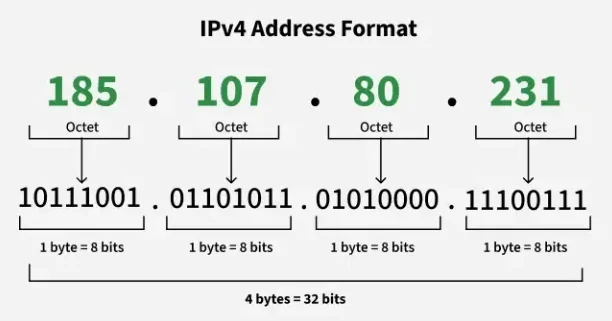 IPv4 Address Format
185 . 107 . 80 . 231
Octet Octet Octet Octet
10111001 . 01101011 . 01010000 . 11100111
1 byte = 8 bits 1 byte = 8 bits 1 byte = 8 bits 1 byte = 8 bits
4 bytes = 32 bits